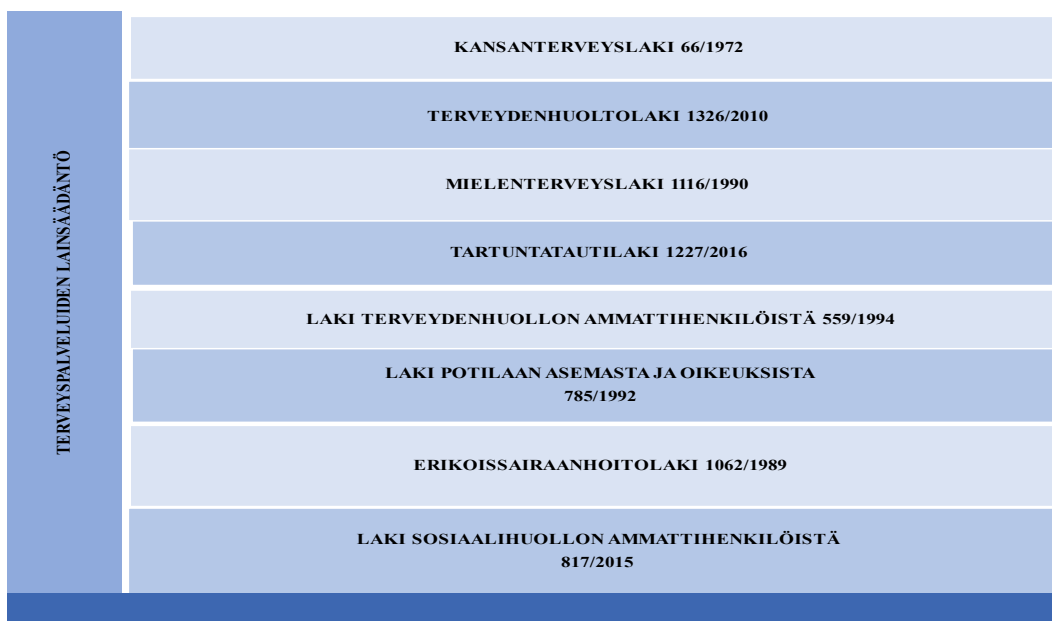 TERVEYSPALVELUIDEN LAINSÄÄDÄNTÖ
KANSANTERVEYSLAKI 66/1972
TERVEYDENHUOLTOLAKI 1326/2010
MIELENTERVEYSLAKI 1116/1990
TARTUNTATAUTILAKI 1227/2016
LAKI TERVEYDENHUOLLON AMMATTIHENKILÖISTÄ 559/1994
LAKI POTILAAN ASEMASTA JA OIKEUKSISTA
785/1992
ERIKOISSAIRAANHOITOLAKI 1062/1989
LAKI SOSIAALIHUOLLON AMMATTIHENKILÖISTÄ
817/2015